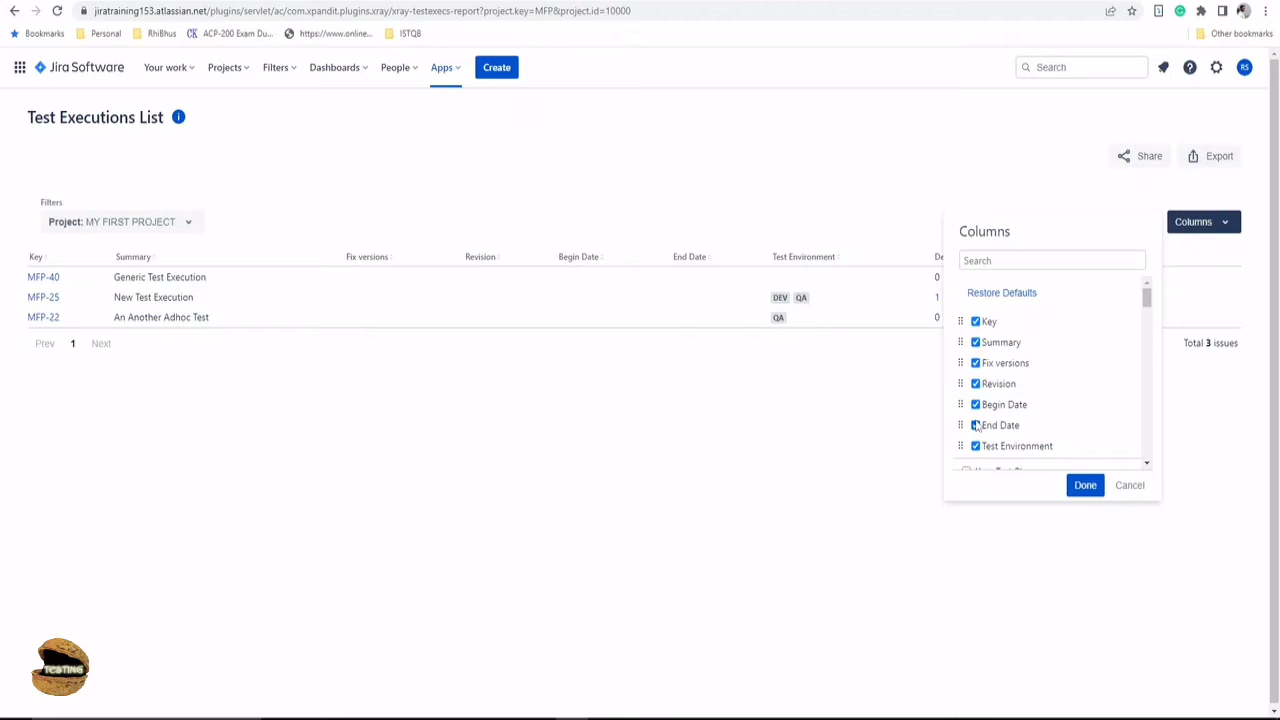 jiratraining153.atlassian.net/plugins/servlet/ac/com.xpandit.plugins.xray/xray-testexecs-report?project.key=MFP&project.id=10000
Bookmarks Personal RhiBhus CK ACP-200 Exam Du... https://www.online... ISTQB Other bookmarks
Jira Software Your work Projects Filters Dashboards People Apps Create Search RS
Test Executions List
Share Export
Filters
Project: MY FIRST PROJECT
Columns
Key Summary Fix versions Revision Begin Date End Date Test Environment De
MFP-40 Generic Test Execution 0
MFP-25 New Test Execution DEV QA 1
MFP-22 An Another Adhoc Test QA 0
Prev 1 Next
Total 3 issues
Columns
Search
Restore Defaults
Key
Summary
Fix versions
Revision
Begin Date
End Date
Test Environment
Done Cancel
TESTING